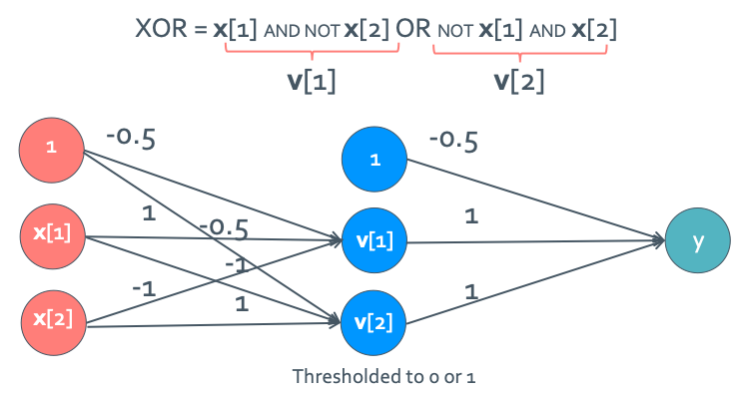 XOR = x[1] AND NOT x[2] OR NOT x[1] AND x[2]
v[1] v[2]
-0.5 -0.5
1 1
1 -0.5 1
x[1] v[1] y
-1
-1 1 1
x[2] v[2]
Thresholded to 0 or 1